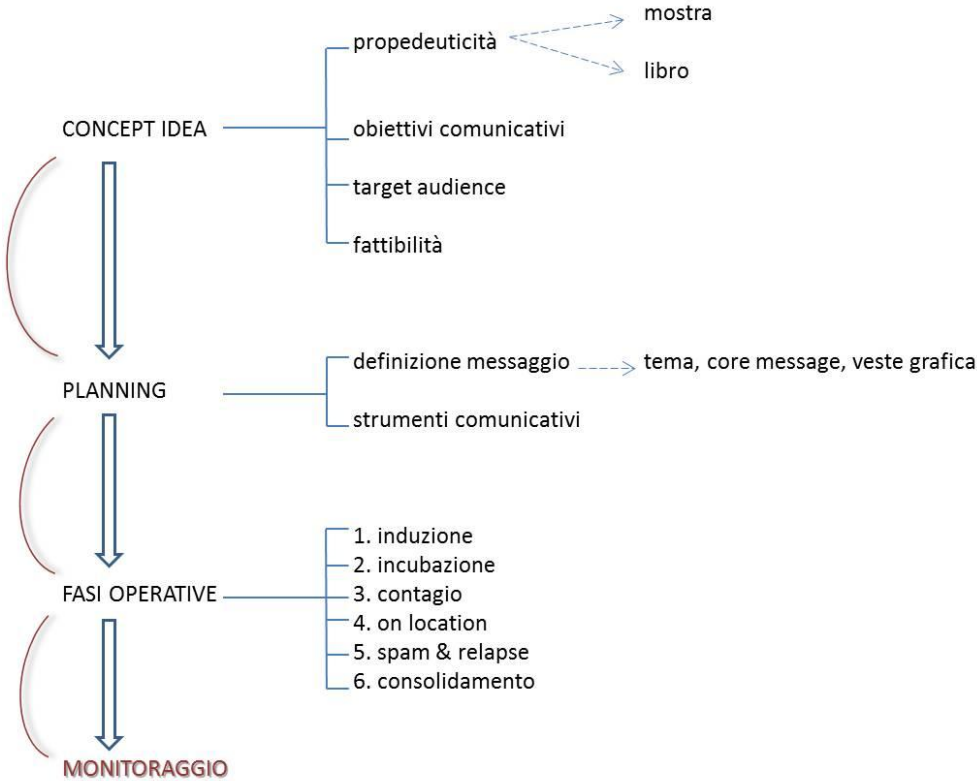 mostra
propedeuticità
libro
CONCEPT IDEA
obiettivi comunicativi
target audience
fattibilità
definizione messaggio
tema, core message, veste grafica
PLANNING
strumenti comunicativi
1. induzione
2. incubazione
FASI OPERATIVE
3. contagio
4. on location
5. spam & relapse
6. consolidamento
MONITORAGGIO